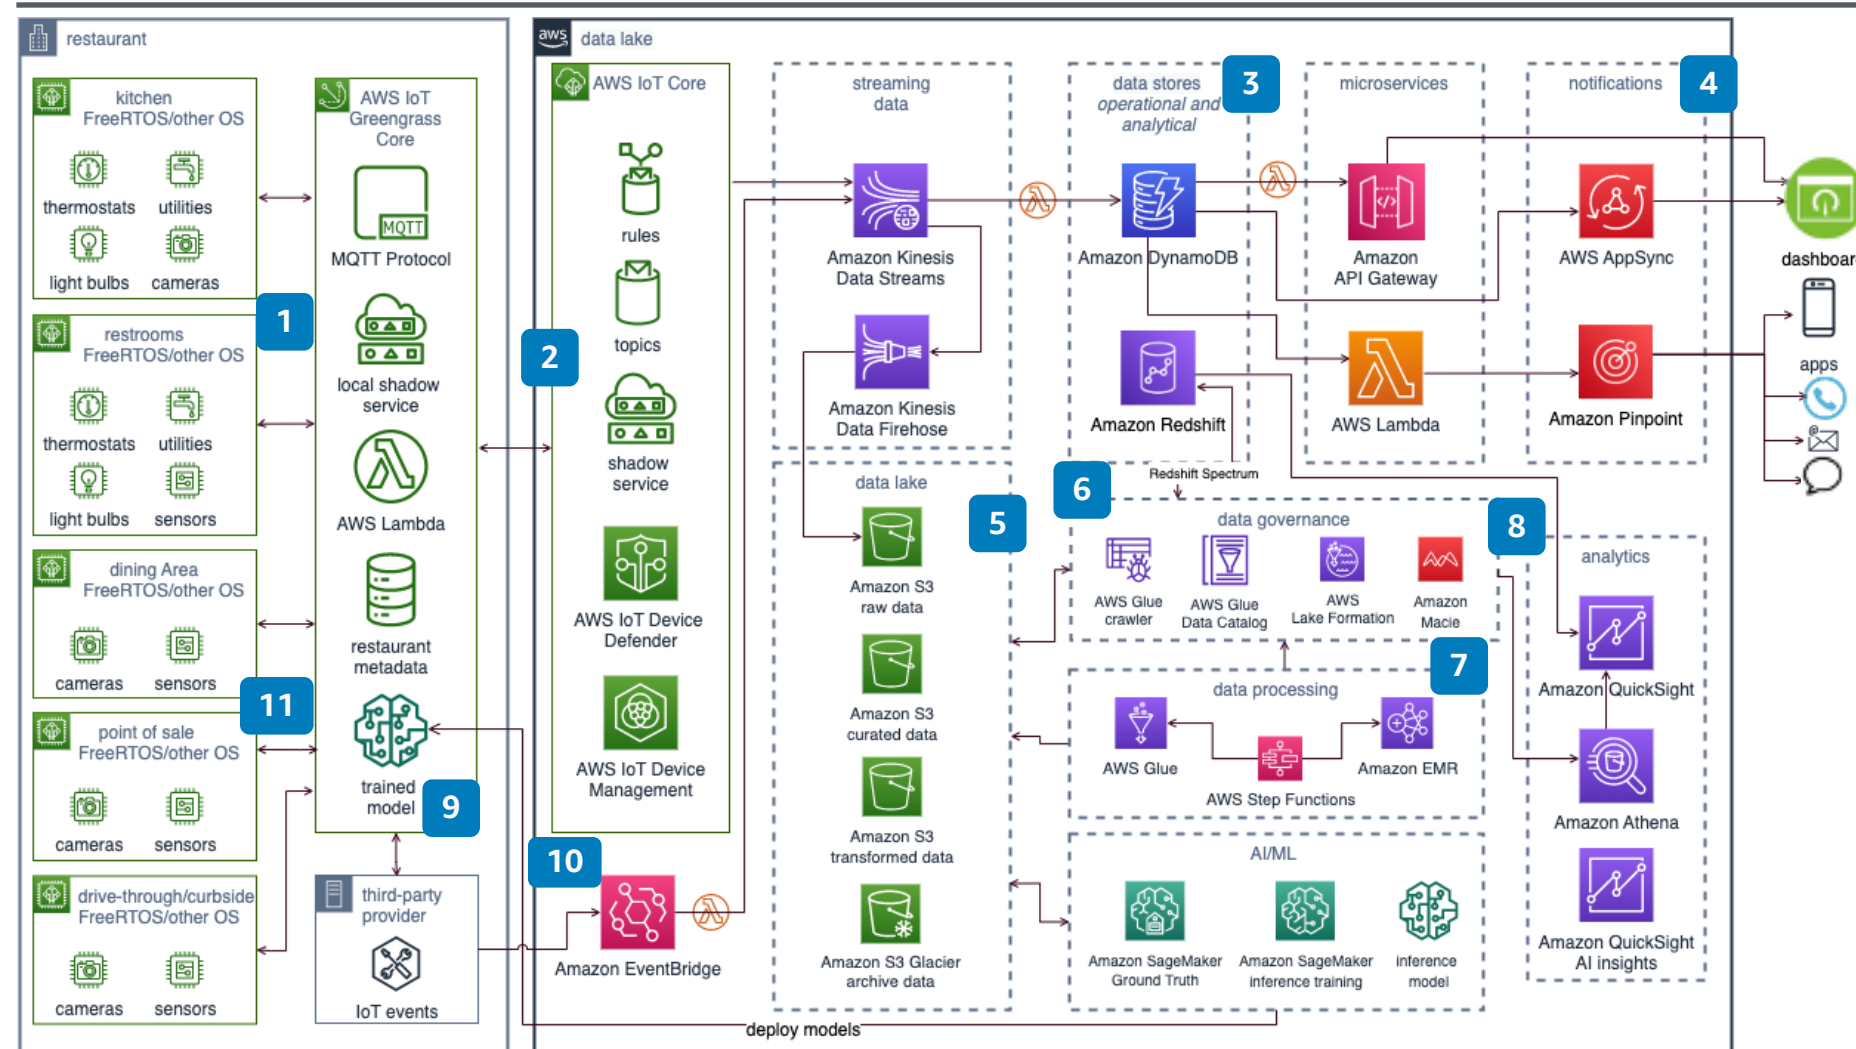 restaurant
kitchen
FreeRTOS/other OS
thermostats
utilities
light bulbs
cameras
1
restrooms
FreeRTOS/other OS
thermostats
utilities
light bulbs
sensors
dining Area
FreeRTOS/other OS
cameras
sensors
11
point of sale
FreeRTOS/other OS
cameras
sensors
drive-through/curbside
FreeRTOS/other OS
cameras
sensors
AWS IoT
Greengrass
Core
MQTT
MQTT Protocol
local shadow
service
AWS Lambda
restaurant
metadata
trained
model
9
third-party
provider
IoT events
aws
data lake
AWS IoT Core
rules
topics
2
shadow
service
AWS IoT Device
Defender
AWS IoT Device
Management
10
Amazon EventBridge
streaming
data
Amazon Kinesis
Data Streams
Amazon Kinesis
Data Firehose
data lake
5
Amazon S3
raw data
Amazon S3
curated data
Amazon S3
transformed data
Amazon S3 Glacier
archive data
deploy models
data stores
operational and
analytical
3
Amazon DynamoDB
Amazon Redshift
Redshift Spectrum
microservices
Amazon
API Gateway
AWS Lambda
notifications
4
AWS AppSync
Amazon Pinpoint
dashboar
apps
6
data governance
8
AWS Glue
crawler
AWS Glue
Data Catalog
AWS
Lake Formation
Amazon
Macie
7
data processing
AWS Glue
Amazon EMR
AWS Step Functions
AI/ML
Amazon SageMaker
Ground Truth
Amazon SageMaker
inference training
inference
model
analytics
Amazon QuickSight
Amazon Athena
Amazon QuickSight
AI insights